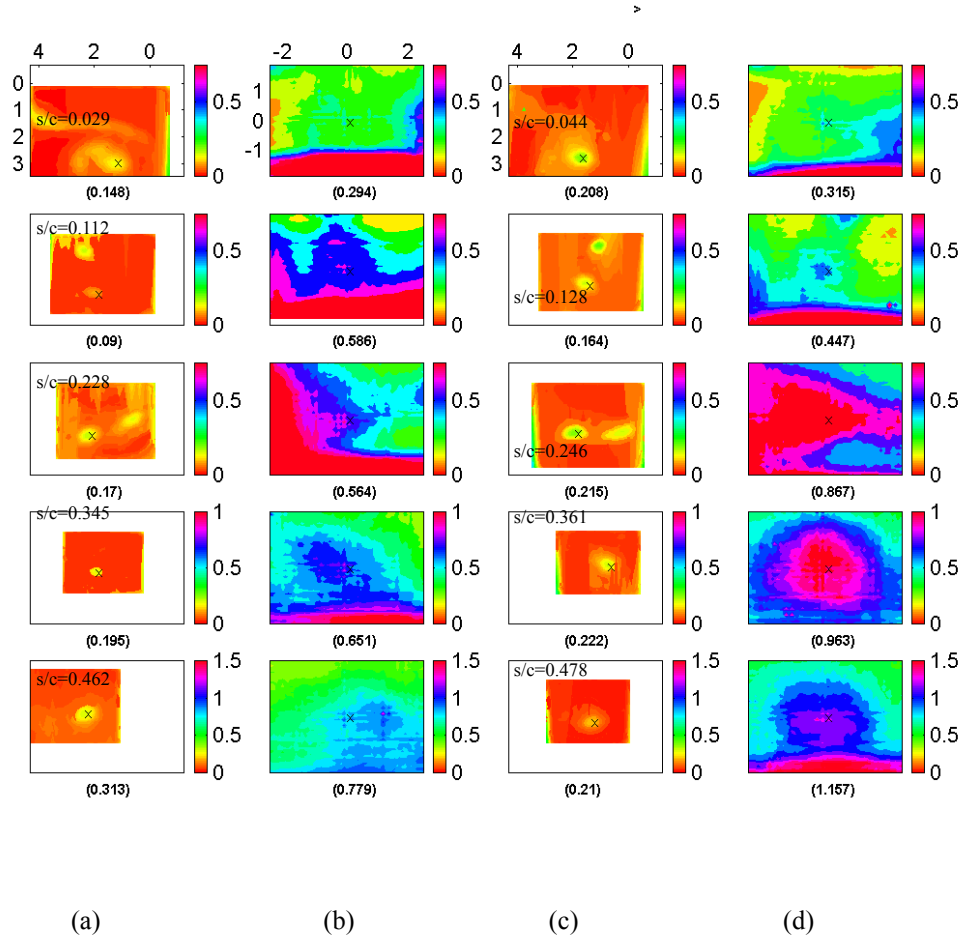 >
4 2 0 -2 0 2 4 2 0
0 1 2 3 s/c=0.029 0.5 0 1 0 -1 0.5 0 0 1 2 3 s/c=0.044 0.5 0 0.5 0
(0.148) (0.294) (0.208) (0.315)
s/c=0.112 0.5 0 0.5 0 s/c=0.128 0.5 0 0.5 0
(0.09) (0.586) (0.164) (0.447)
s/c=0.228 0.5 0 0.5 0 s/c=0.246 0.5 0 0.5 0
(0.17) (0.564) (0.215) (0.867)
s/c=0.345 1 0.5 0 1 0.5 0 s/c=0.361 1 0.5 0 1 0.5 0
(0.195) (0.651) (0.222) (0.963)
s/c=0.462 1.5 1 0.5 0 1.5 1 0.5 0 s/c=0.478 1.5 1 0.5 0 1.5 1 0.5 0
(0.313) (0.779) (0.21) (1.157)
(a) (b) (c) (d)